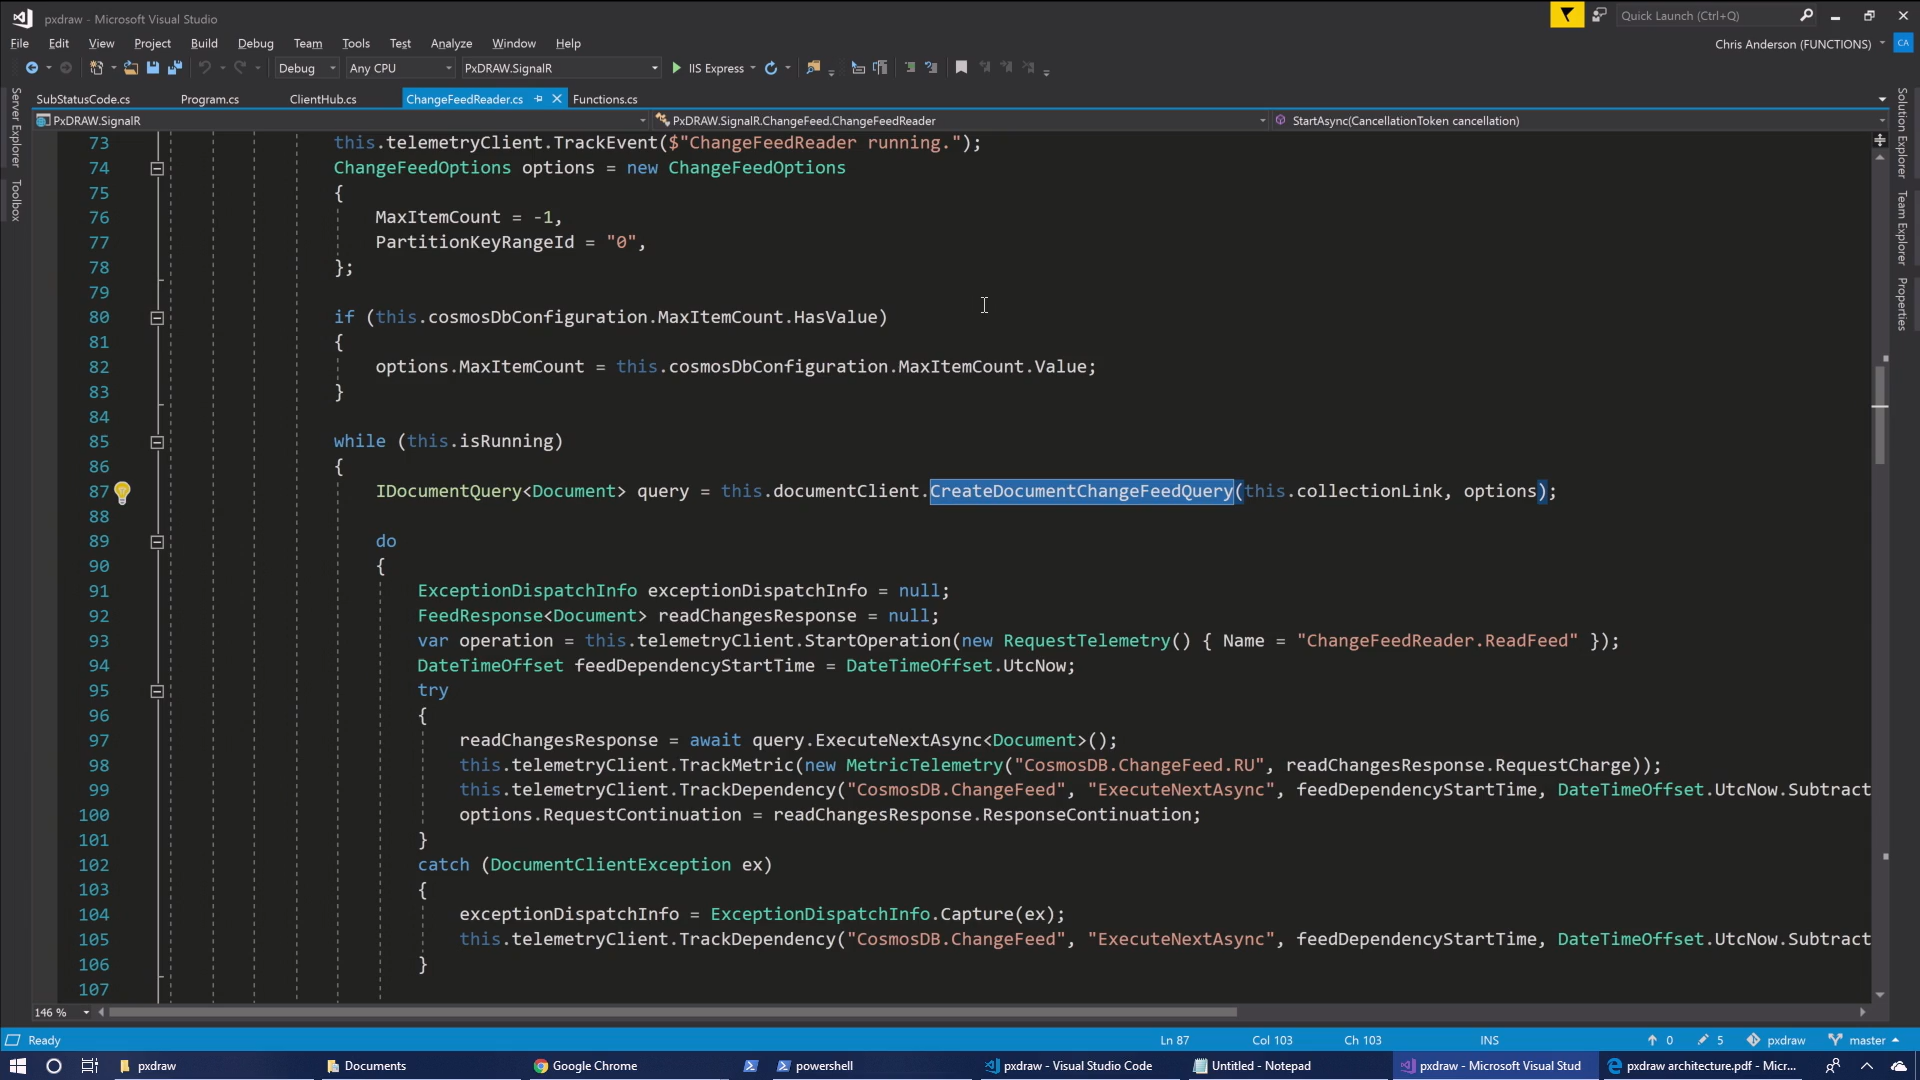 pxdraw - Microsoft Visual Studio
Quick Launch (Ctrl+Q)
File Edit View Project Build Debug Team Tools Test Analyze Window Help
Chris Anderson (FUNCTIONS) CA
Debug Any CPU PxDRAW.SignalR IIS Express
SubStatusCode.cs Program.cs ClientHub.cs ChangeFeedReader.cs Functions.cs
PxDRAW.SignalR PxDRAW.SignalR.ChangeFeed.ChangeFeedReader StartAsync(CancellationToken cancellation)
Server Explorer
Toolbox
Solution Explorer
Team Explorer
Properties
73 this.telemetryClient.TrackEvent($"ChangeFeedReader running.");
74 ChangeFeedOptions options = new ChangeFeedOptions
75 {
76 MaxItemCount = -1,
77 PartitionKeyRangeId = "0",
78 };
79
80 if (this.cosmosDbConfiguration.MaxItemCount.HasValue)
81 {
82 options.MaxItemCount = this.cosmosDbConfiguration.MaxItemCount.Value;
83 }
84
85 while (this.isRunning)
86 {
87 IDocumentQuery<Document> query = this.documentClient.CreateDocumentChangeFeedQuery(this.collectionLink, options);
88
89 do
90 {
91 ExceptionDispatchInfo exceptionDispatchInfo = null;
92 FeedResponse<Document> readChangesResponse = null;
93 var operation = this.telemetryClient.StartOperation(new RequestTelemetry() { Name = "ChangeFeedReader.ReadFeed" });
94 DateTimeOffset feedDependencyStartTime = DateTimeOffset.UtcNow;
95 try
96 {
97 readChangesResponse = await query.ExecuteNextAsync<Document>();
98 this.telemetryClient.TrackMetric(new MetricTelemetry("CosmosDB.ChangeFeed.RU", readChangesResponse.RequestCharge));
99 this.telemetryClient.TrackDependency("CosmosDB.ChangeFeed", "ExecuteNextAsync", feedDependencyStartTime, DateTimeOffset.UtcNow.Subtract
100 options.RequestContinuation = readChangesResponse.ResponseContinuation;
101 }
102 catch (DocumentClientException ex)
103 {
104 exceptionDispatchInfo = ExceptionDispatchInfo.Capture(ex);
105 this.telemetryClient.TrackDependency("CosmosDB.ChangeFeed", "ExecuteNextAsync", feedDependencyStartTime, DateTimeOffset.UtcNow.Subtract
106 }
107
146 %
Ready Ln 87 Col 103 Ch 103 INS 0 5 pxdraw master
pxdraw Documents Google Chrome powershell pxdraw - Visual Studio Code Untitled - Notepad pxdraw - Microsoft Visual Stud pxdraw architecture.pdf - Micr...